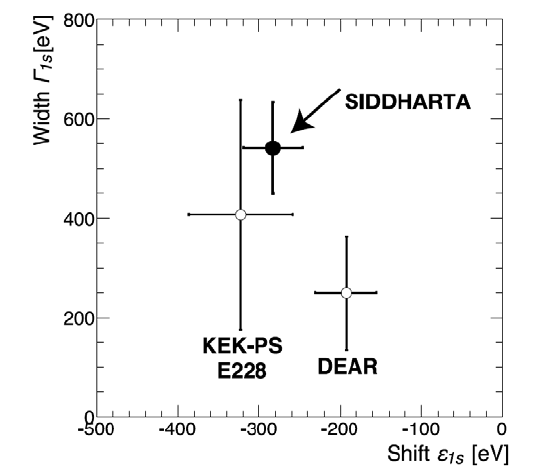 Width Γ1s[eV]
800
600
400
200
0
SIDDHARTA
KEK-PS
E228
DEAR
-500 -400 -300 -200 -100 0
Shift ε1s [eV]